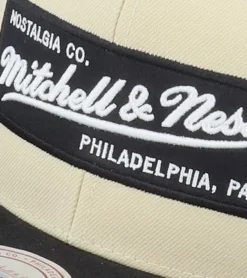 NOSTALGIA CO.
Mitchell & Nes
PHILADELPHIA, PA